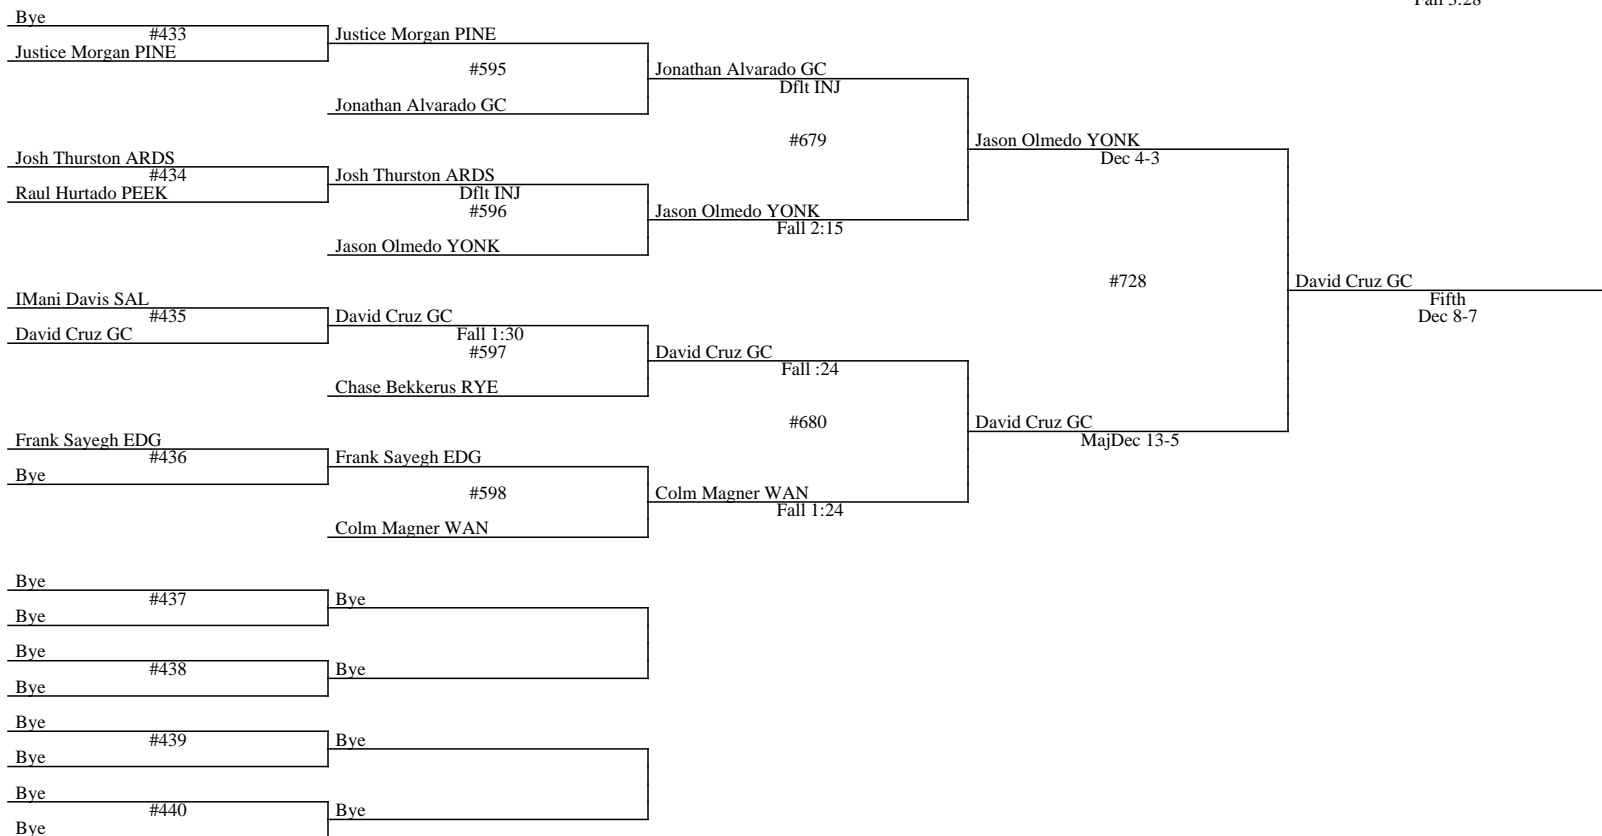 Fall 3:28
Bye
#433
Justice Morgan PINE
Justice Morgan PINE
#595
Jonathan Alvarado GC
Jonathan Alvarado GC
Dflt INJ
#679
Josh Thurston ARDS
#434
Raul Hurtado PEEK
Josh Thurston ARDS
Dflt INJ
#596
Jason Olmedo YONK
Jason Olmedo YONK
Fall 2:15
Jason Olmedo YONK
Dec 4-3
#728
IMani Davis SAL
#435
David Cruz GC
David Cruz GC
Fall 1:30
#597
Chase Bekkerus RYE
David Cruz GC
Fall :24
#680
Frank Sayegh EDG
#436
Bye
Frank Sayegh EDG
#598
Colm Magner WAN
Colm Magner WAN
Fall 1:24
David Cruz GC
MajDec 13-5
David Cruz GC
Fifth
Dec 8-7
Bye
#437
Bye
Bye
Bye
#438
Bye
Bye
Bye
#439
Bye
Bye
Bye
#440
Bye
Bye